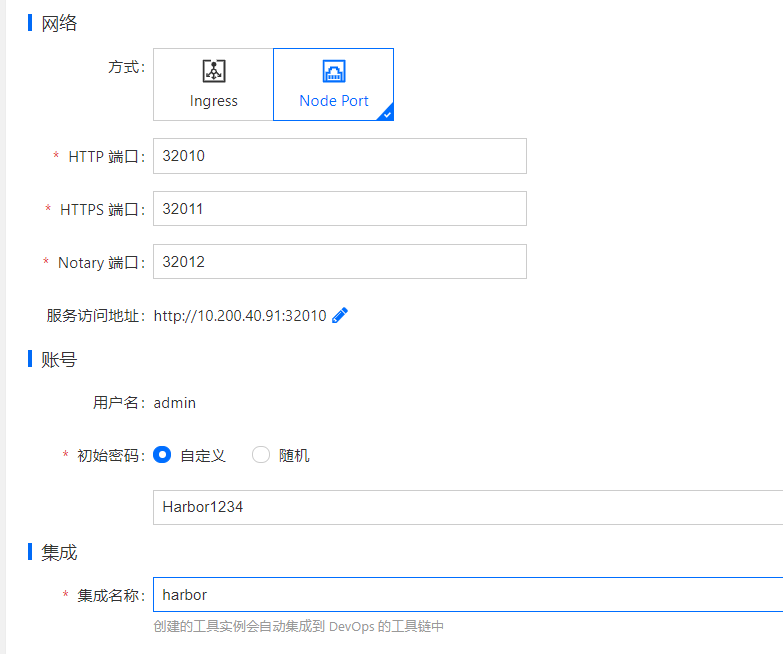 网络
方式:
Ingress
Node Port
* HTTP 端口: 32010
* HTTPS 端口: 32011
* Notary 端口: 32012
服务访问地址: http://10.200.40.91:32010
账号
用户名: admin
* 初始密码: 自定义 随机
Harbor1234
集成
* 集成名称: harbor
创建的工具实例会自动集成到 DevOps 的工具链中